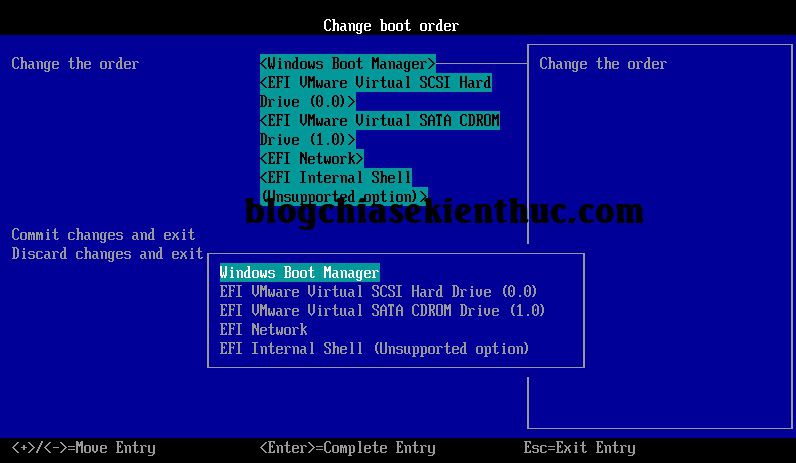 Change boot order
Change the order
<Windows Boot Manager>
Change the order
<EFI VMware Virtual SCSI Hard
Drive (0.0)>
<EFI VMware Virtual SATA CDROM
Drive (1.0)>
<EFI Network>
<EFI Internal Shell
(Unsupported option)>
blogchiasekienthuc.com
Commit changes and exit
Discard changes and exit
Windows Boot Manager
EFI VMware Virtual SCSI Hard Drive (0.0)
EFI VMware Virtual SATA CDROM Drive (1.0)
EFI Network
EFI Internal Shell (Unsupported option)
<+>/<->=Move Entry
<Enter>=Complete Entry
Esc=Exit Entry